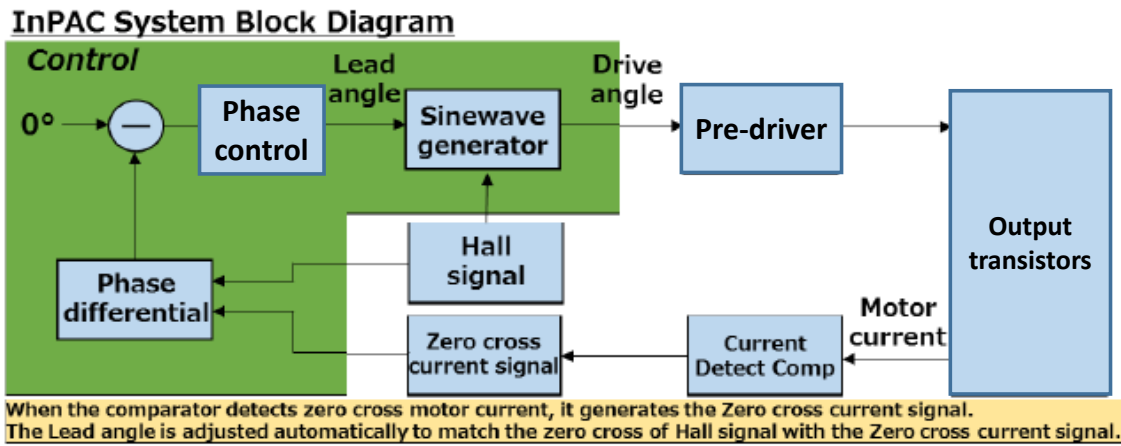 InPAC System Block Diagram
Control
0°
Phase
control
Lead
angle
Sinewave
generator
Drive
angle
Pre-driver
Output
transistors
Hall
signal
Phase
differential
Zero cross
current signal
Current
Detect Comp
Motor
current
When the comparator detects zero cross motor current, it generates the Zero cross current signal.
The Lead angle is adjusted automatically to match the zero cross of Hall signal with the Zero cross current signal.